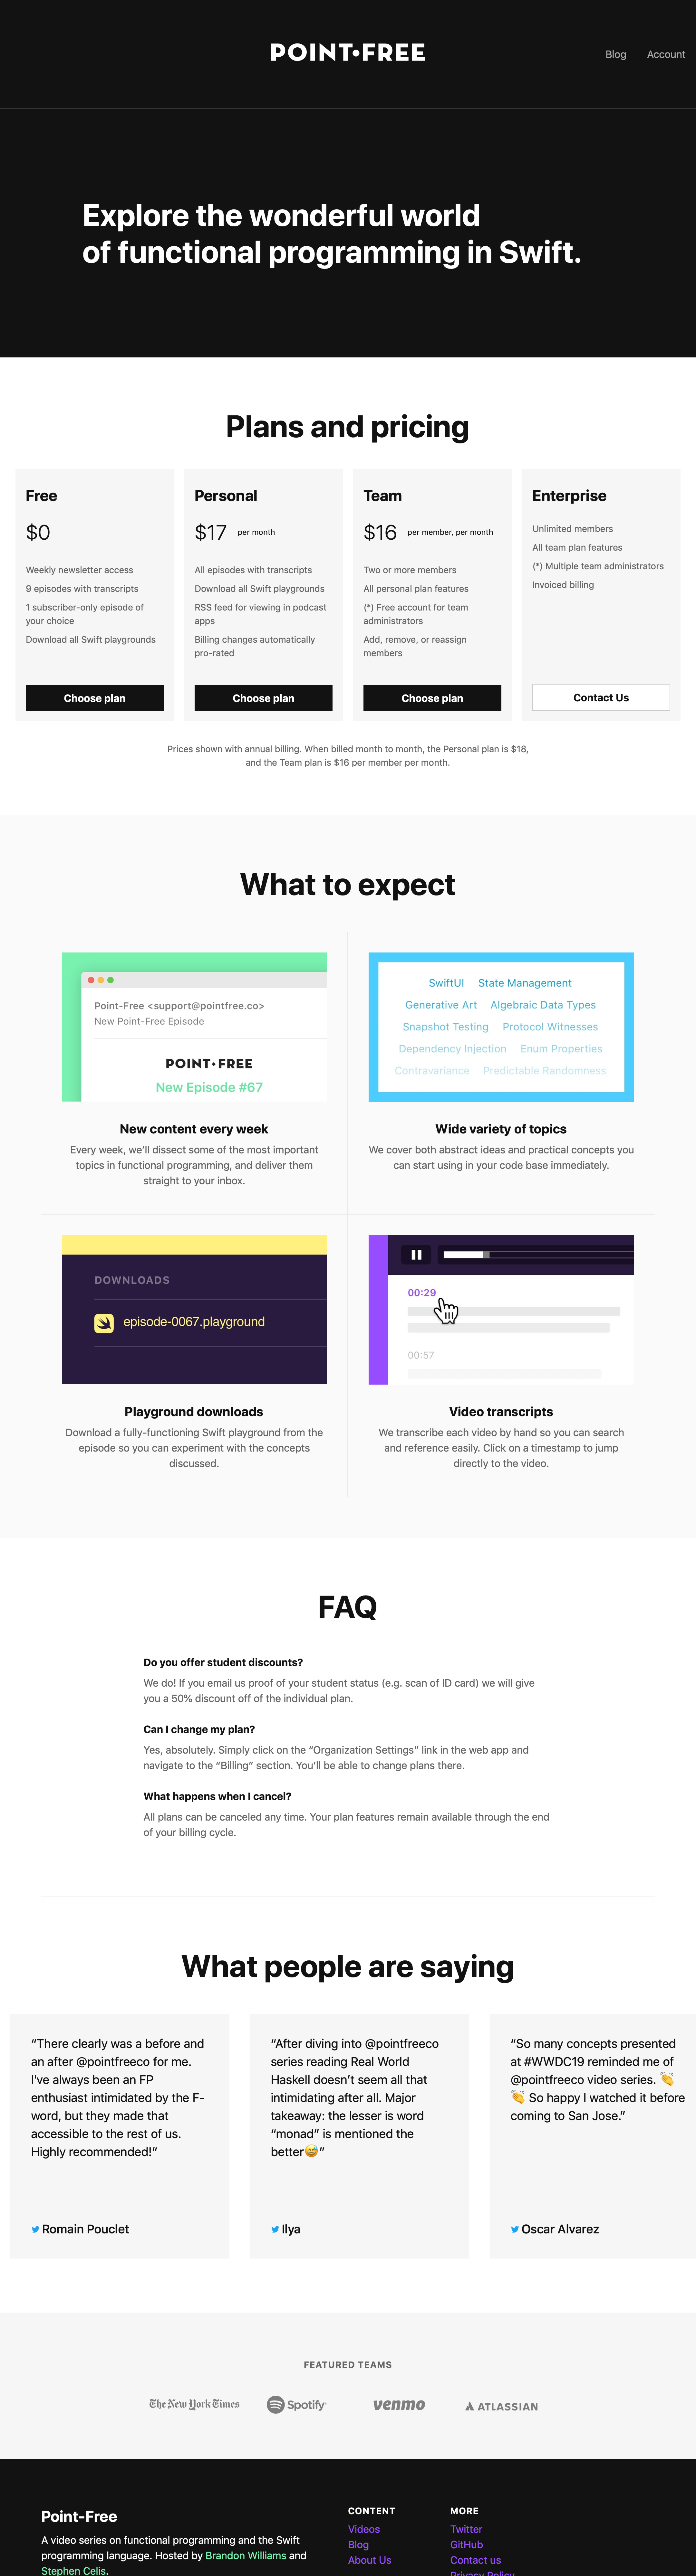 POINT•FREE
Blog Account
Explore the wonderful world
of functional programming in Swift.
Plans and pricing
Free
$0
Weekly newsletter access
9 episodes with transcripts
1 subscriber-only episode of
your choice
Download all Swift playgrounds
Choose plan
Personal
$17 per month
All episodes with transcripts
Download all Swift playgrounds
RSS feed for viewing in podcast
apps
Billing changes automatically
pro-rated
Choose plan
Team
$16 per member, per month
Two or more members
All personal plan features
(*) Free account for team
administrators
Add, remove, or reassign
members
Choose plan
Enterprise
Unlimited members
All team plan features
(*) Multiple team administrators
Invoiced billing
Contact Us
Prices shown with annual billing. When billed month to month, the Personal plan is $18,
and the Team plan is $16 per member per month.
What to expect
Point-Free <support@pointfree.co>
New Point-Free Episode
POINT•FREE
New Episode #67
New content every week
Every week, we’ll dissect some of the most important
topics in functional programming, and deliver them
straight to your inbox.
SwiftUI State Management
Generative Art Algebraic Data Types
Snapshot Testing Protocol Witnesses
Dependency Injection Enum Properties
Contravariance Predictable Randomness
Wide variety of topics
We cover both abstract ideas and practical concepts you
can start using in your code base immediately.
DOWNLOADS
episode-0067.playground
Playground downloads
Download a fully-functioning Swift playground from the
episode so you can experiment with the concepts
discussed.
00:29
00:57
Video transcripts
We transcribe each video by hand so you can search
and reference easily. Click on a timestamp to jump
directly to the video.
FAQ
Do you offer student discounts?
We do! If you email us proof of your student status (e.g. scan of ID card) we will give
you a 50% discount off of the individual plan.
Can I change my plan?
Yes, absolutely. Simply click on the “Organization Settings” link in the web app and
navigate to the “Billing” section. You’ll be able to change plans there.
What happens when I cancel?
All plans can be canceled any time. Your plan features remain available through the end
of your billing cycle.
What people are saying
“There clearly was a before and
an after @pointfreeco for me.
I've always been an FP
enthusiast intimidated by the F-
word, but they made that
accessible to the rest of us.
Highly recommended!”
Romain Pouclet
“After diving into @pointfreeco
series reading Real World
Haskell doesn’t seem all that
intimidating after all. Major
takeaway: the lesser is word
“monad” is mentioned the
better😅”
Ilya
“So many concepts presented
at #WWDC19 reminded me of
@pointfreeco video series. 👏
👏 So happy I watched it before
coming to San Jose.”
Oscar Alvarez
FEATURED TEAMS
The New York Times Spotify venmo ATLASSIAN
Point-Free
A video series on functional programming and the Swift
programming language. Hosted by Brandon Williams and
Stephen Celis.
CONTENT
Videos
Blog
About Us
MORE
Twitter
GitHub
Contact us
Privacy Policy